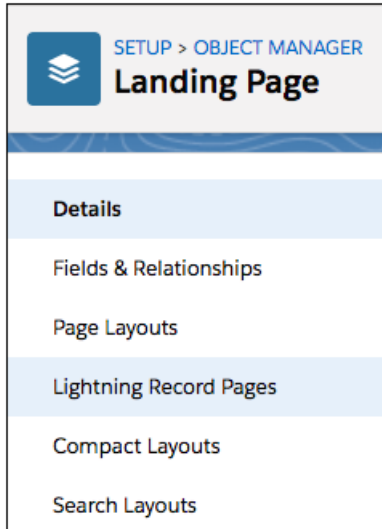 SETUP > OBJECT MANAGER
Landing Page
Details
Fields & Relationships
Page Layouts
Lightning Record Pages
Compact Layouts
Search Layouts